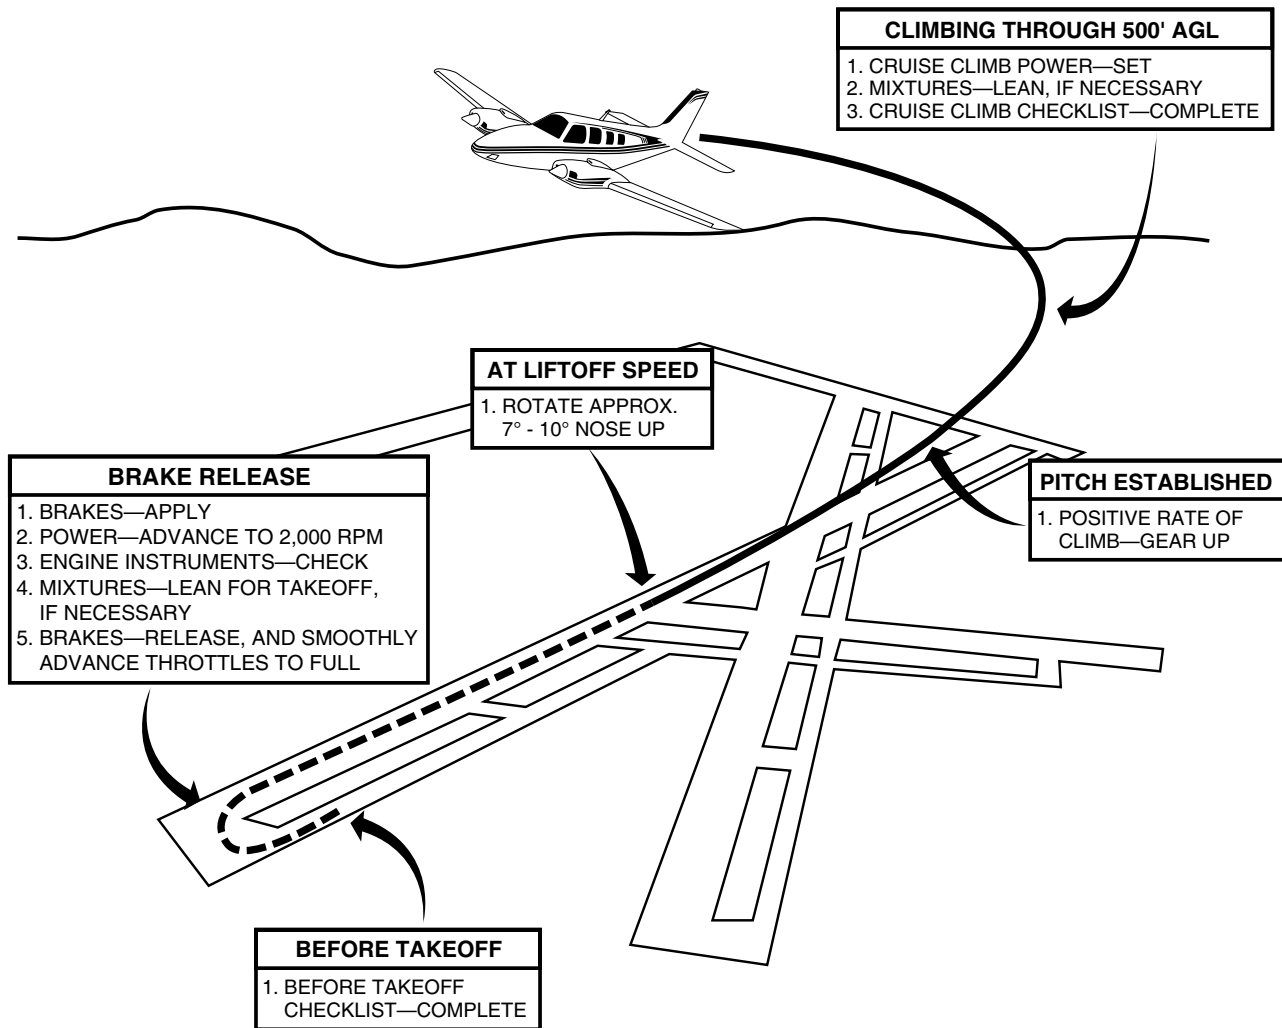 CLIMBING THROUGH 500' AGL
1. CRUISE CLIMB POWER—SET
2. MIXTURES—LEAN, IF NECESSARY
3. CRUISE CLIMB CHECKLIST—COMPLETE
AT LIFTOFF SPEED
1. ROTATE APPROX.
7° - 10° NOSE UP
BRAKE RELEASE
1. BRAKES—APPLY
2. POWER—ADVANCE TO 2,000 RPM
3. ENGINE INSTRUMENTS—CHECK
4. MIXTURES—LEAN FOR TAKEOFF,
IF NECESSARY
5. BRAKES—RELEASE, AND SMOOTHLY
ADVANCE THROTTLES TO FULL
PITCH ESTABLISHED
1. POSITIVE RATE OF
CLIMB—GEAR UP
BEFORE TAKEOFF
1. BEFORE TAKEOFF
CHECKLIST—COMPLETE